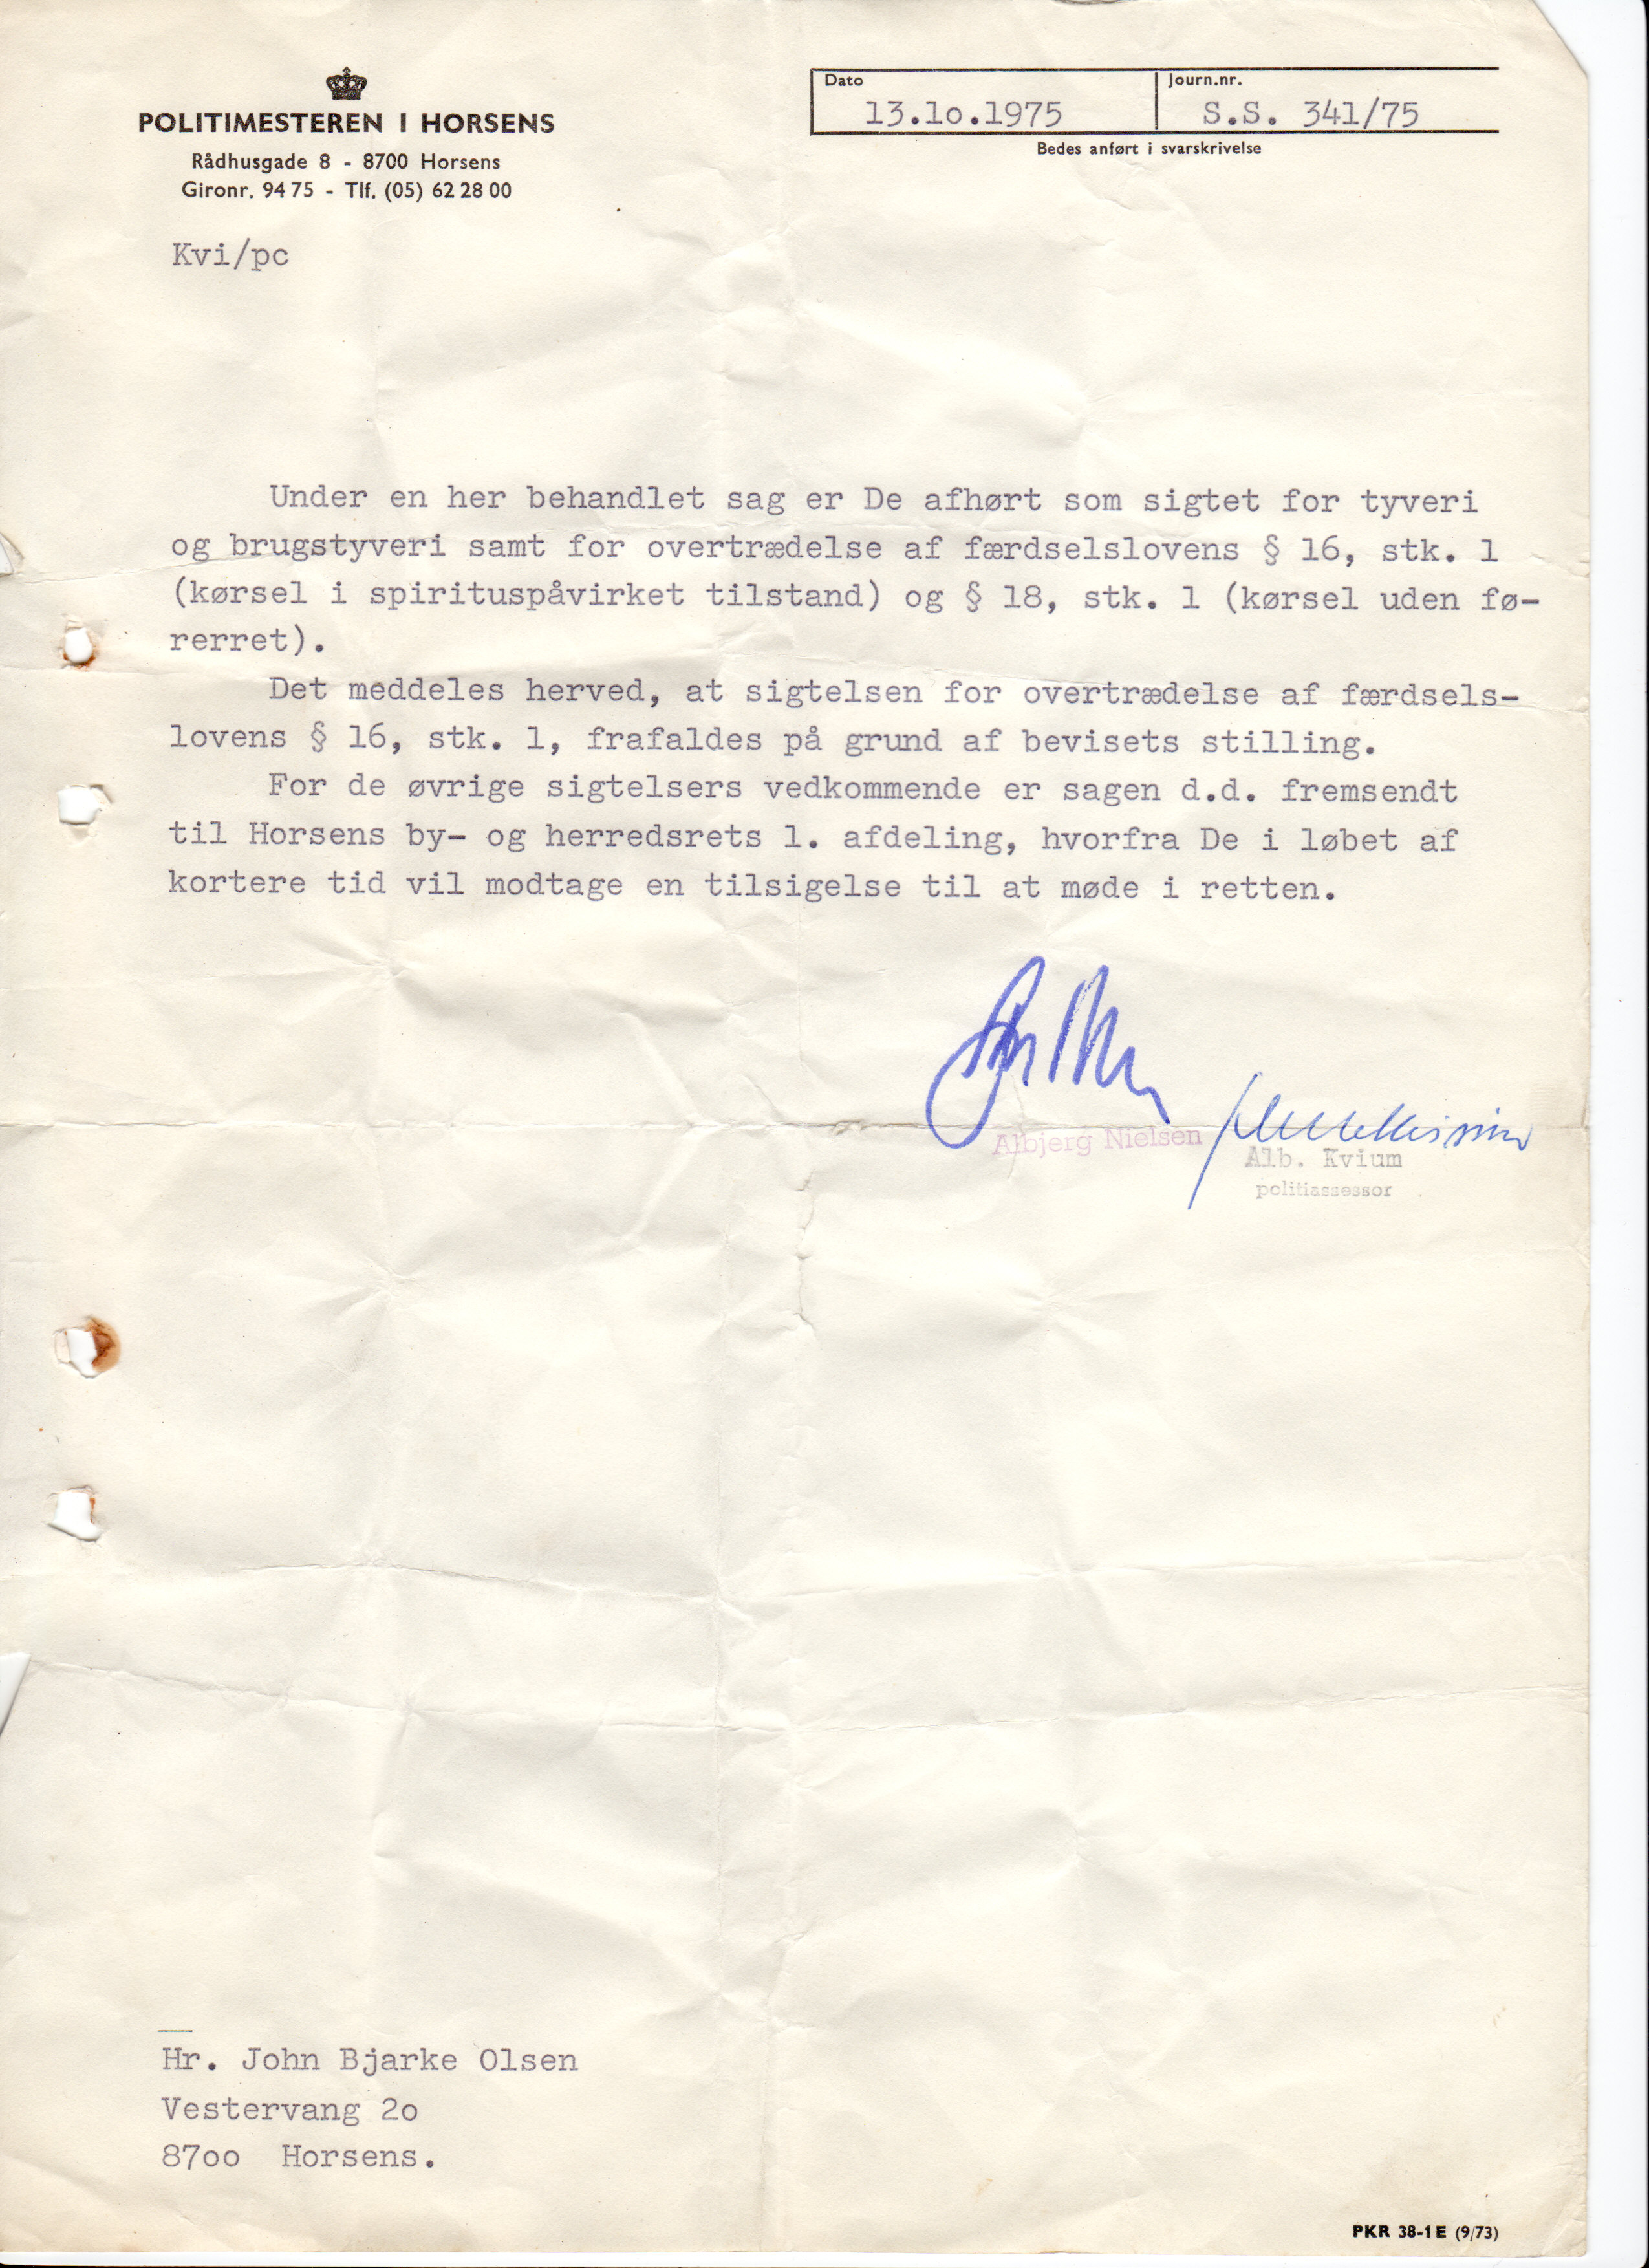 POLITIMESTEREN I HORSENS
Rådhusgade 8 - 8700 Horsens
Gironr. 94 75 - Tlf. (05) 62 28 00
Dato
13.1o.1975
Journ.nr.
S.S. 341/75
Bedes anført i svarskrivelse
Kvi/pc
Under en her behandlet sag er De afhørt som sigtet for tyveri
og brugstyveri samt for overtrædelse af færdselslovens § 16, stk. 1
(kørsel i spirituspåvirket tilstand) og § 18, stk. 1 (kørsel uden fø-
rerret).
Det meddeles herved, at sigtelsen for overtrædelse af færdsels-
lovens § 16, stk. 1, frafaldes på grund af bevisets stilling.
For de øvrige sigtelsers vedkommende er sagen d.d. fremsendt
til Horsens by- og herredsrets 1. afdeling, hvorfra De i løbet af
kortere tid vil modtage en tilsigelse til at møde i retten.
Albjerg Nielsen
Alb. Kvium
politiassessor
Hr. John Bjarke Olsen
Vestervang 2o
87oo Horsens.
PKR 38-1 E (9/73)